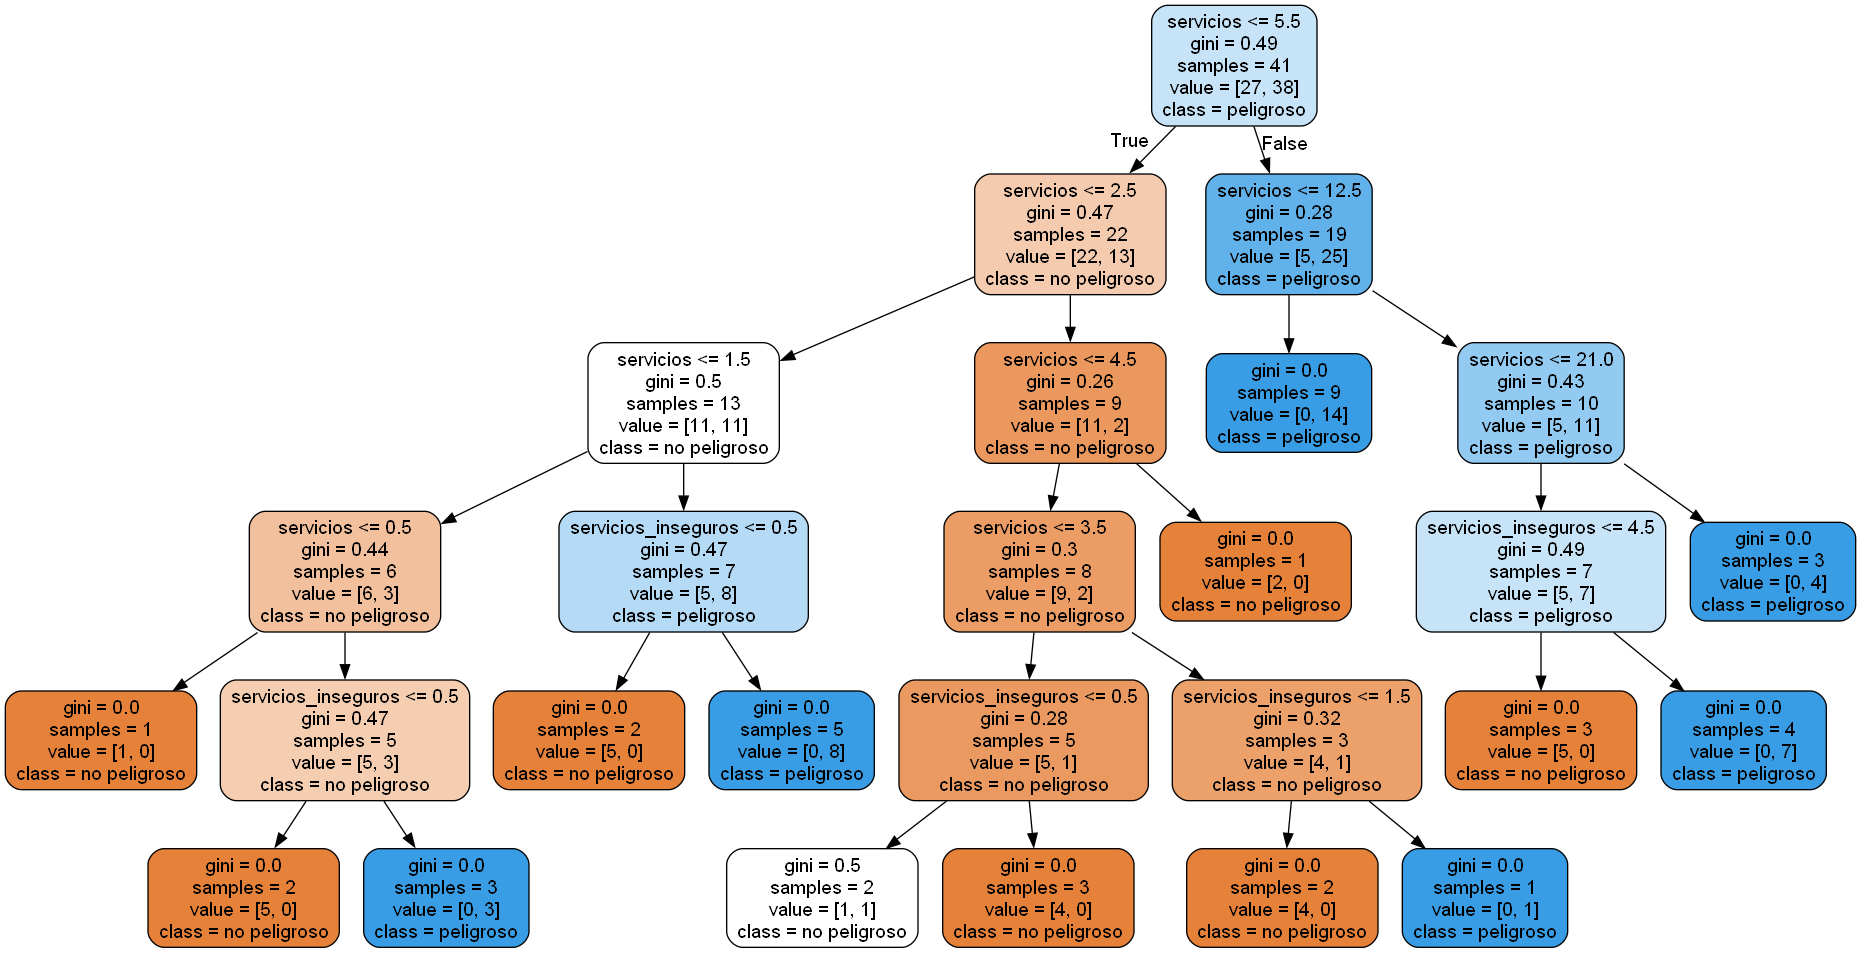 servicios <= 5.5
gini = 0.49
samples = 41
value = [27, 38]
class = peligroso
True
False
servicios <= 2.5
gini = 0.47
samples = 22
value = [22, 13]
class = no peligroso
servicios <= 12.5
gini = 0.28
samples = 19
value = [5, 25]
class = peligroso
servicios <= 1.5
gini = 0.5
samples = 13
value = [11, 11]
class = no peligroso
servicios <= 4.5
gini = 0.26
samples = 9
value = [11, 2]
class = no peligroso
gini = 0.0
samples = 9
value = [0, 14]
class = peligroso
servicios <= 21.0
gini = 0.43
samples = 10
value = [5, 11]
class = peligroso
servicios <= 0.5
gini = 0.44
samples = 6
value = [6, 3]
class = no peligroso
servicios_inseguros <= 0.5
gini = 0.47
samples = 7
value = [5, 8]
class = peligroso
servicios <= 3.5
gini = 0.3
samples = 8
value = [9, 2]
class = no peligroso
gini = 0.0
samples = 1
value = [2, 0]
class = no peligroso
servicios_inseguros <= 4.5
gini = 0.49
samples = 7
value = [5, 7]
class = peligroso
gini = 0.0
samples = 3
value = [0, 4]
class = peligroso
gini = 0.0
samples = 1
value = [1, 0]
class = no peligroso
servicios_inseguros <= 0.5
gini = 0.47
samples = 5
value = [5, 3]
class = no peligroso
gini = 0.0
samples = 2
value = [5, 0]
class = no peligroso
gini = 0.0
samples = 5
value = [0, 8]
class = peligroso
servicios_inseguros <= 0.5
gini = 0.28
samples = 5
value = [5, 1]
class = no peligroso
servicios_inseguros <= 1.5
gini = 0.32
samples = 3
value = [4, 1]
class = no peligroso
gini = 0.0
samples = 3
value = [5, 0]
class = no peligroso
gini = 0.0
samples = 4
value = [0, 7]
class = peligroso
gini = 0.0
samples = 2
value = [5, 0]
class = no peligroso
gini = 0.0
samples = 3
value = [0, 3]
class = peligroso
gini = 0.5
samples = 2
value = [1, 1]
class = no peligroso
gini = 0.0
samples = 3
value = [4, 0]
class = no peligroso
gini = 0.0
samples = 2
value = [4, 0]
class = no peligroso
gini = 0.0
samples = 1
value = [0, 1]
class = peligroso